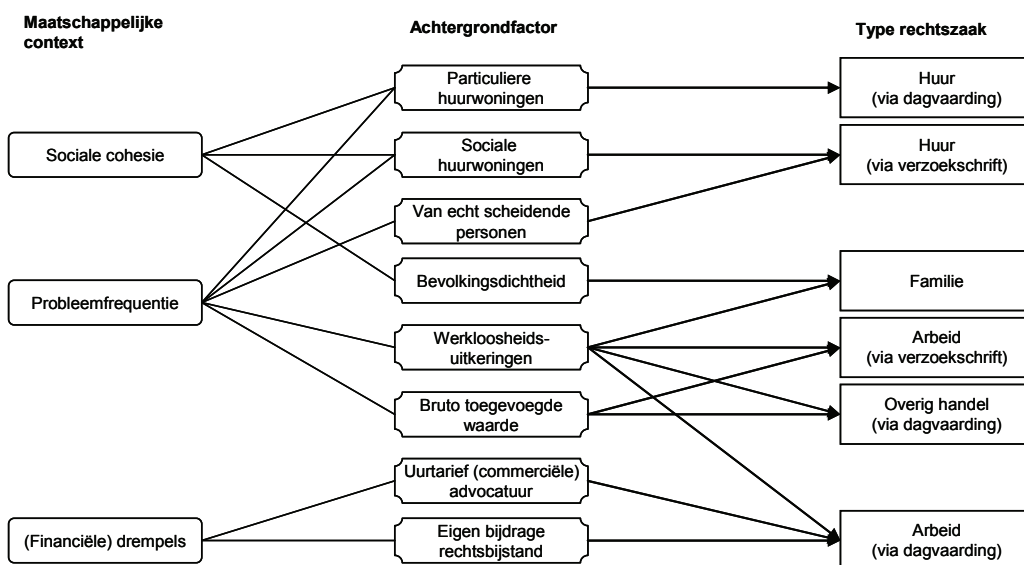 Maatschappelijke
context
Achtergrondfactor
Type rechtszaak
Sociale cohesie
Probleemfrequentie
(Financiële) drempels
Particuliere
huurwoningen
Sociale
huurwoningen
Van echt scheidende
personen
Bevolkingsdichtheid
Werkloosheids-
uitkeringen
Bruto toegevoegde
waarde
Uurtarief (commerciële)
advocatuur
Eigen bijdrage
rechtsbijstand
Huur
(via dagvaarding)
Huur
(via verzoekschrift)
Familie
Arbeid
(via verzoekschrift)
Overig handel
(via dagvaarding)
Arbeid
(via dagvaarding)